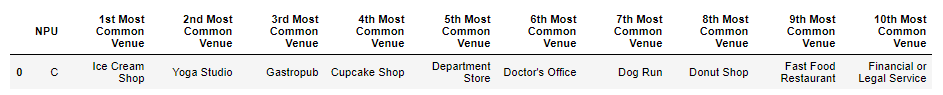 NPU 1st Most Common Venue 2nd Most Common Venue 3rd Most Common Venue 4th Most Common Venue 5th Most Common Venue 6th Most Common Venue 7th Most Common Venue 8th Most Common Venue 9th Most Common Venue 10th Most Common Venue
0 C Ice Cream Shop Yoga Studio Gastropub Cupcake Shop Department Store Doctor's Office Dog Run Donut Shop Fast Food Restaurant Financial or Legal Service